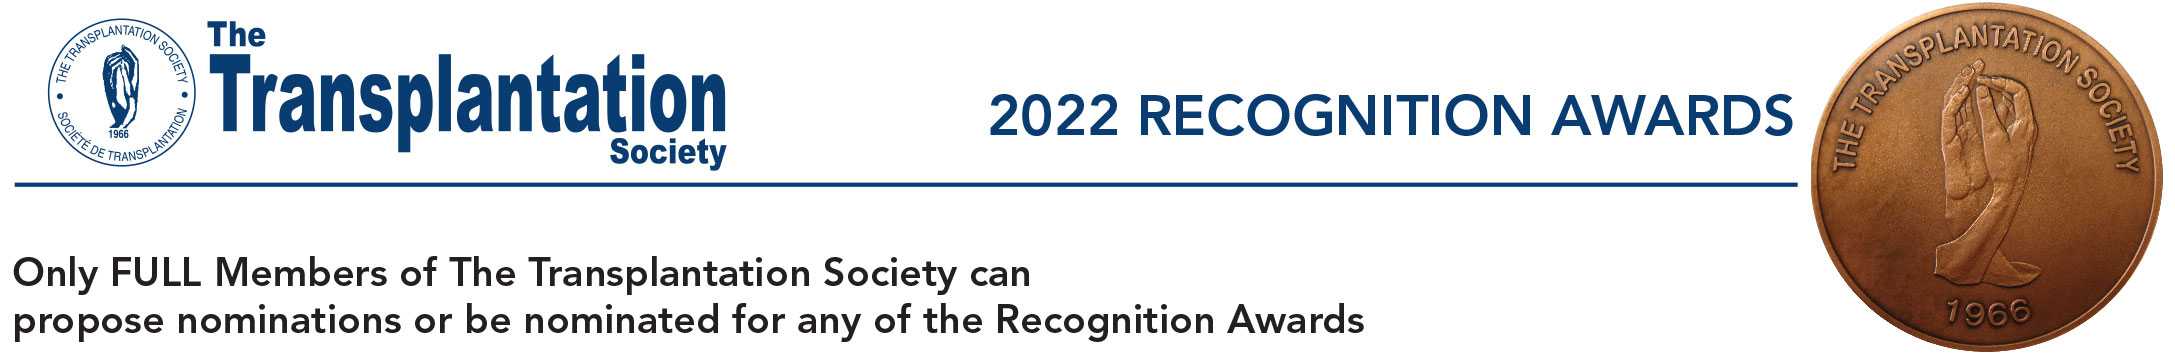 THE TRANSPLANTATION SOCIETY
1966
SOCIÉTÉ DE TRANSPLANTATION
The
Transplantation
Society
2022 RECOGNITION AWARDS
THE TRANSPLANTATION SOCIETY
1966
Only FULL Members of The Transplantation Society can
propose nominations or be nominated for any of the Recognition Awards